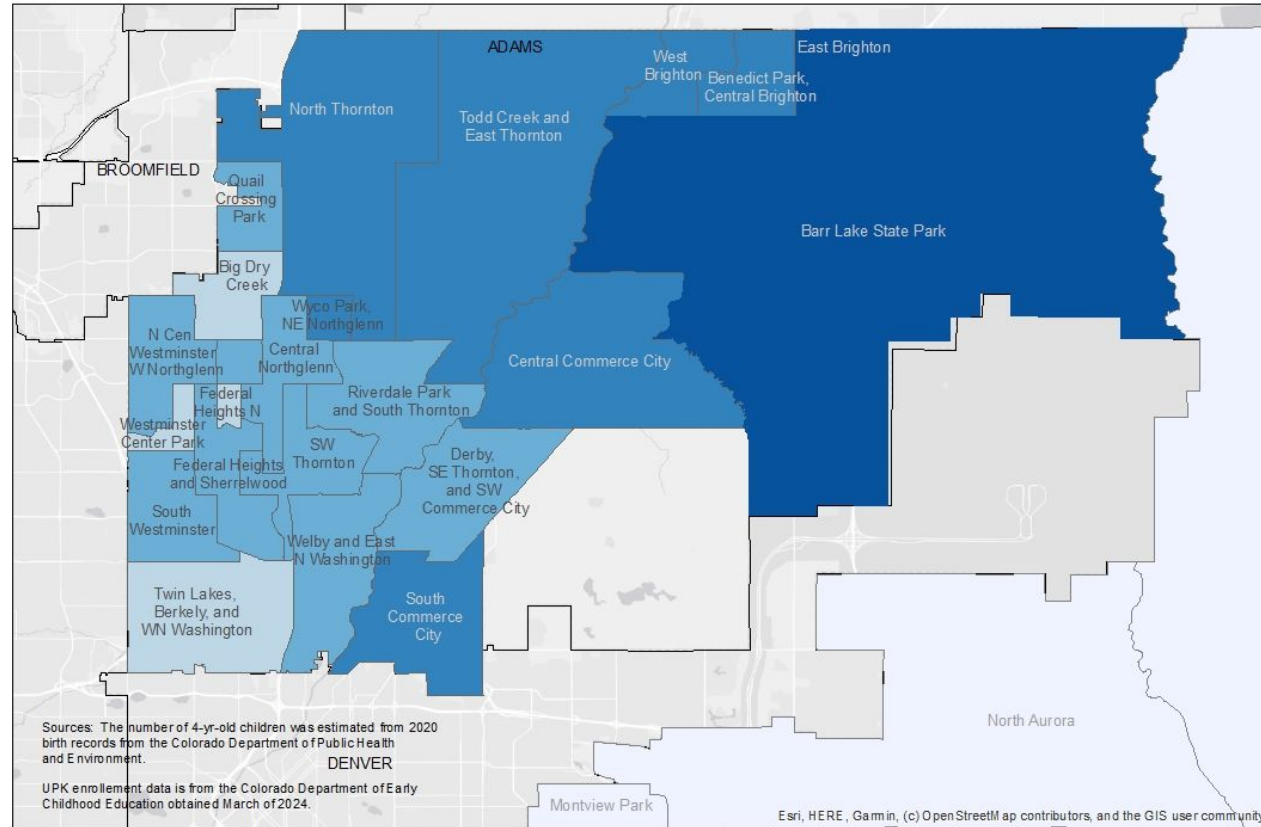 ADAMS
East Brighton
West
Brighton
Benedict Park,
Central Brighton
North Thornton
Todd Creek and
East Thornton
BROOMFIELD
Quail
Crossing
Park
Barr Lake State Park
Big Dry
Creek
Wyco Park,
NE Northglenn
N Cen
Westminster
W Northglenn
Central
Northglenn
Central Commerce City
Federal
Heights N
Riverdale Park
and South Thornton
Westminster
Center Park
SW
Thornton
Derby,
SE Thornton,
and SW
Commerce City
Federal Heights
and Sherrelwood
South
Westminster
Welby and East
N Washington
Twin Lakes,
Berkely, and
WN Washington
South
Commerce
City
North Aurora
Sources: The number of 4-yr-old children was estimated from 2020
birth records from the Colorado Department of Public Health
and Environment.
DENVER
UPK enrollement data is from the Colorado Department of Early
Childhood Education obtained March of 2024.
Montview Park
Esri, HERE, Garmin, (c) OpenStreetMap contributors, and the GIS user community